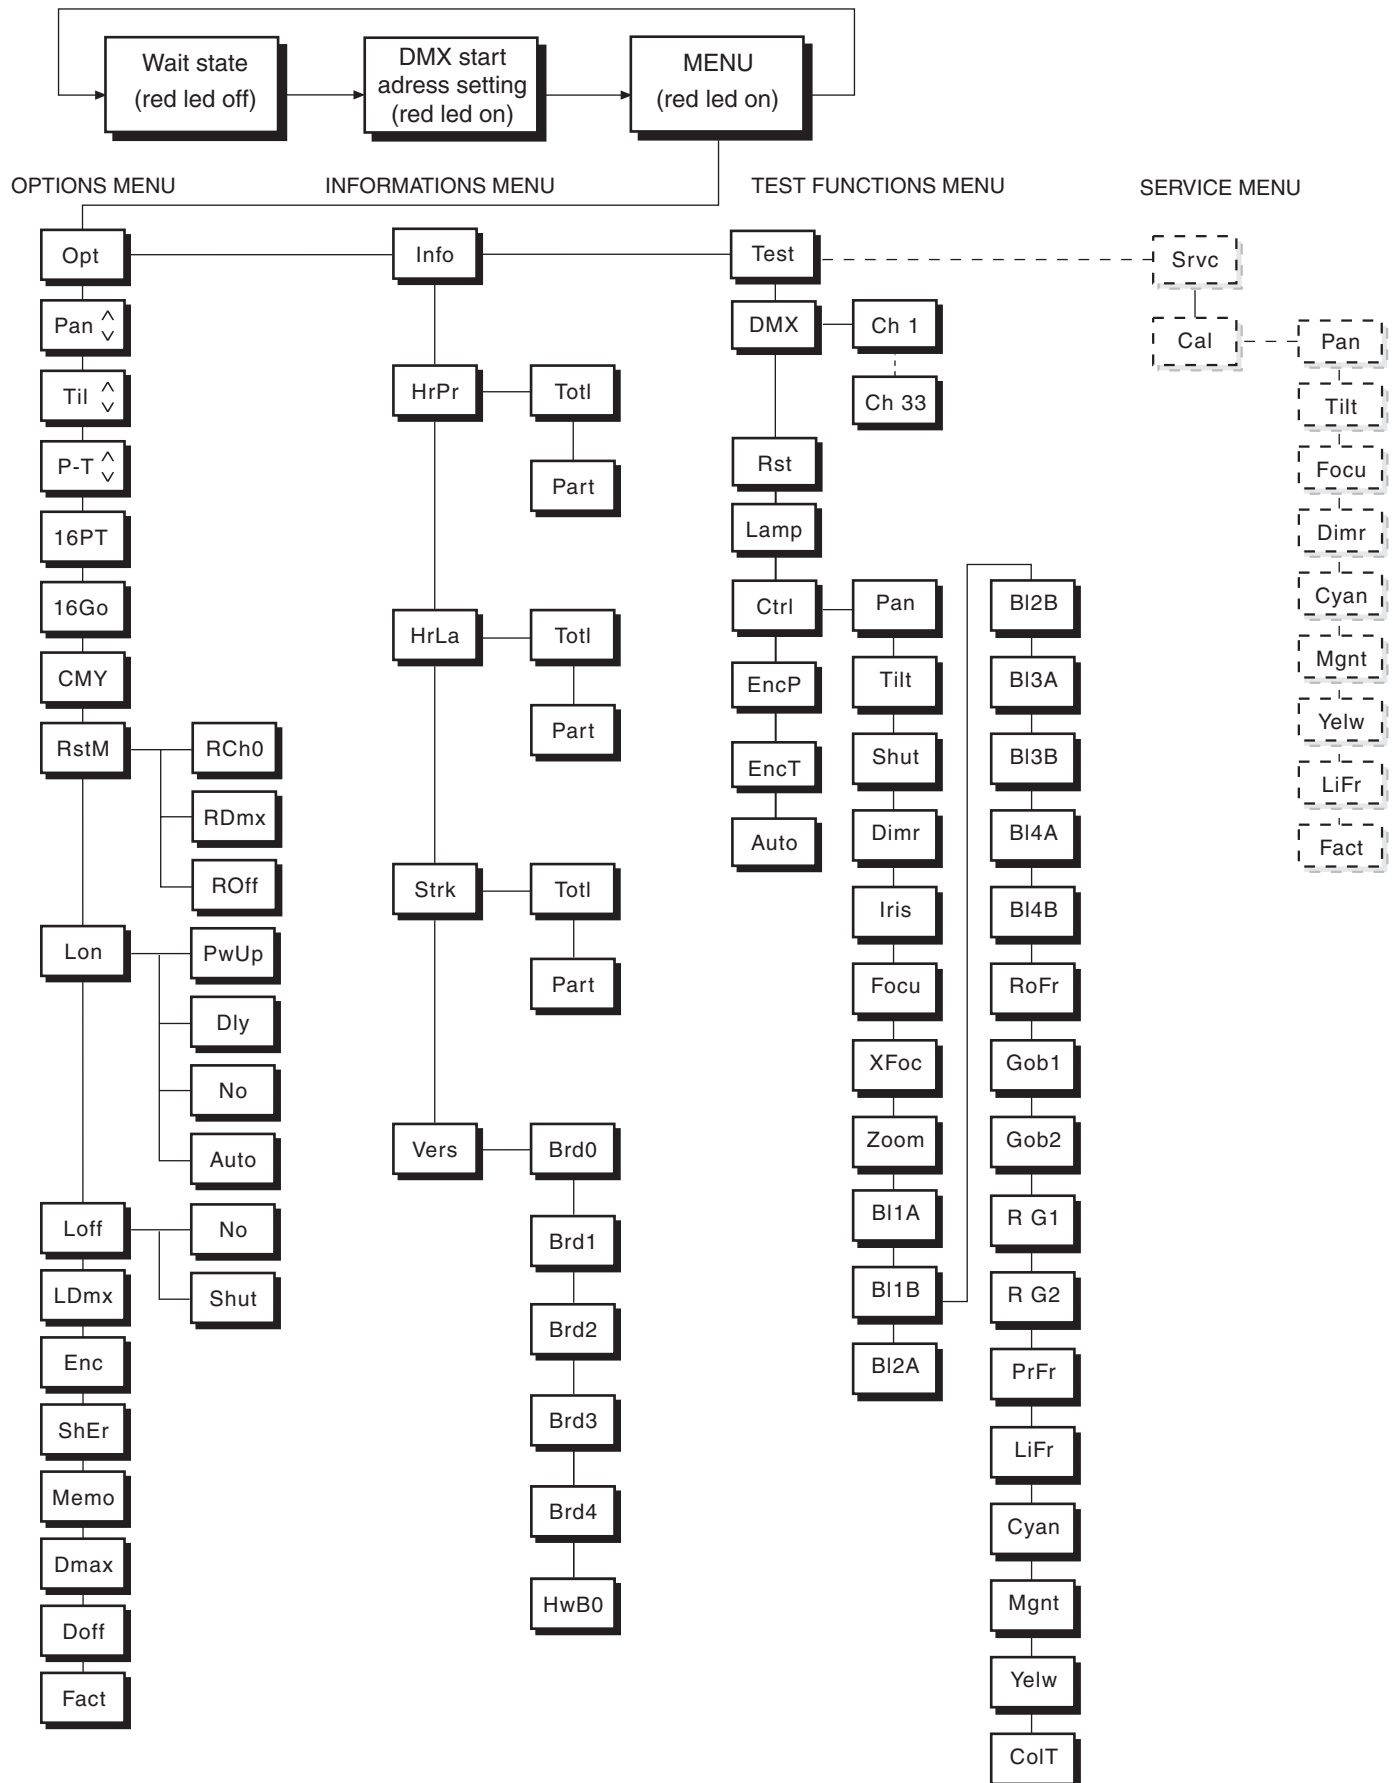 Wait state
(red led off)
DMX start
adress setting
(red led on)
MENU
(red led on)
OPTIONS MENU
INFORMATIONS MENU
TEST FUNCTIONS MENU
SERVICE MENU
Opt
Pan
Til
P-T
16PT
16Go
CMY
RstM
RCh0
RDmx
ROff
Lon
PwUp
Dly
No
Auto
Loff
No
Shut
LDmx
Enc
ShEr
Memo
Dmax
Doff
Fact
Info
HrPr
Totl
Part
HrLa
Totl
Part
Strk
Totl
Part
Vers
Brd0
Brd1
Brd2
Brd3
Brd4
HwB0
Test
DMX
Ch 1
Ch 33
Rst
Lamp
Ctrl
EncP
EncT
Auto
Pan
Tilt
Shut
Dimr
Iris
Focu
XFoc
Zoom
Bl1A
Bl1B
Bl2A
Bl2B
Bl3A
Bl3B
Bl4A
Bl4B
RoFr
Gob1
Gob2
R G1
R G2
PrFr
LiFr
Cyan
Mgnt
Yelw
ColT
Srvc
Cal
Pan
Tilt
Focu
Dimr
Cyan
Mgnt
Yelw
LiFr
Fact